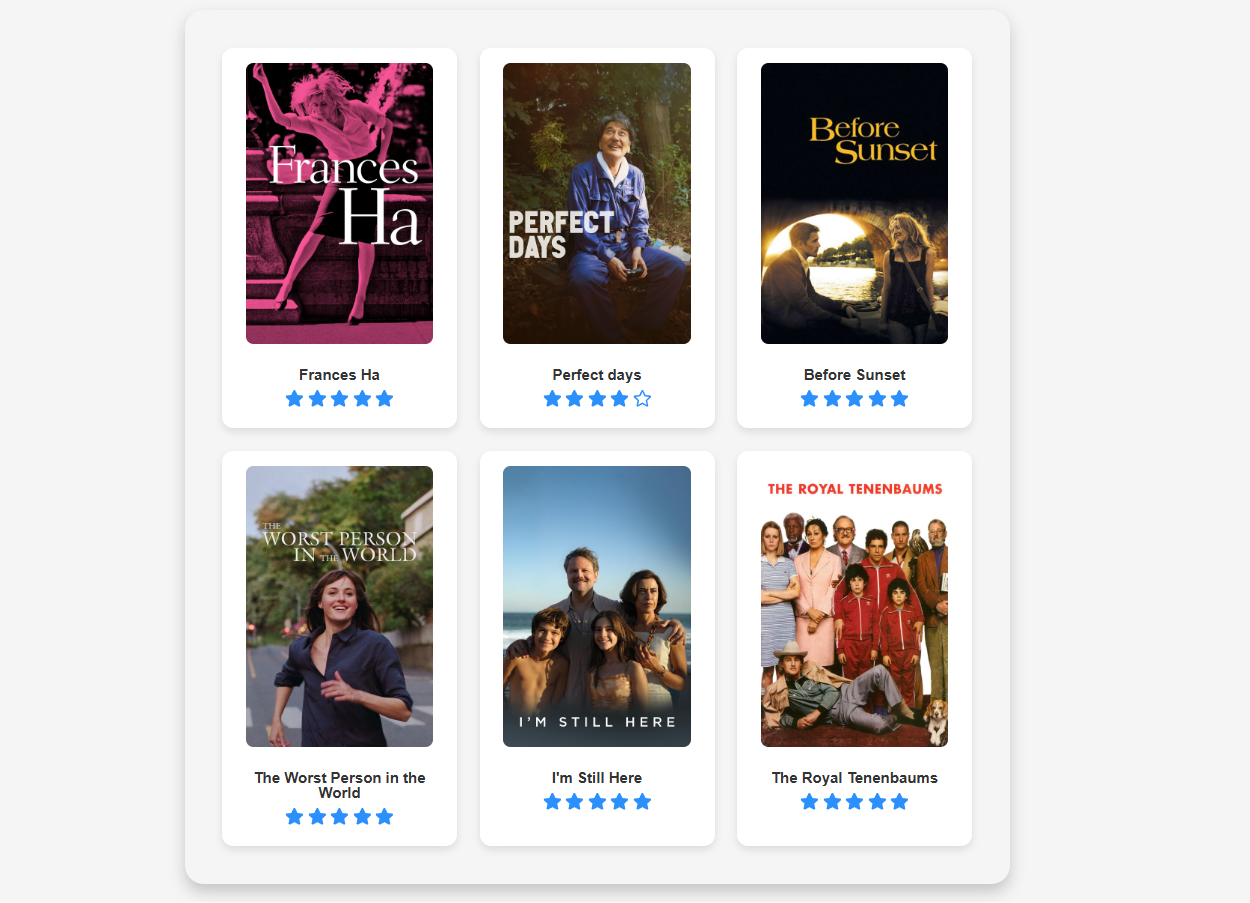 Frances
Ha
Frances Ha
PERFECT
DAYS
Perfect days
Before
Sunset
Before Sunset
THE
WORST PERSON
IN THE WORLD
The Worst Person in the
World
I'M STILL HERE
I'm Still Here
THE ROYAL TENENBAUMS
The Royal Tenenbaums